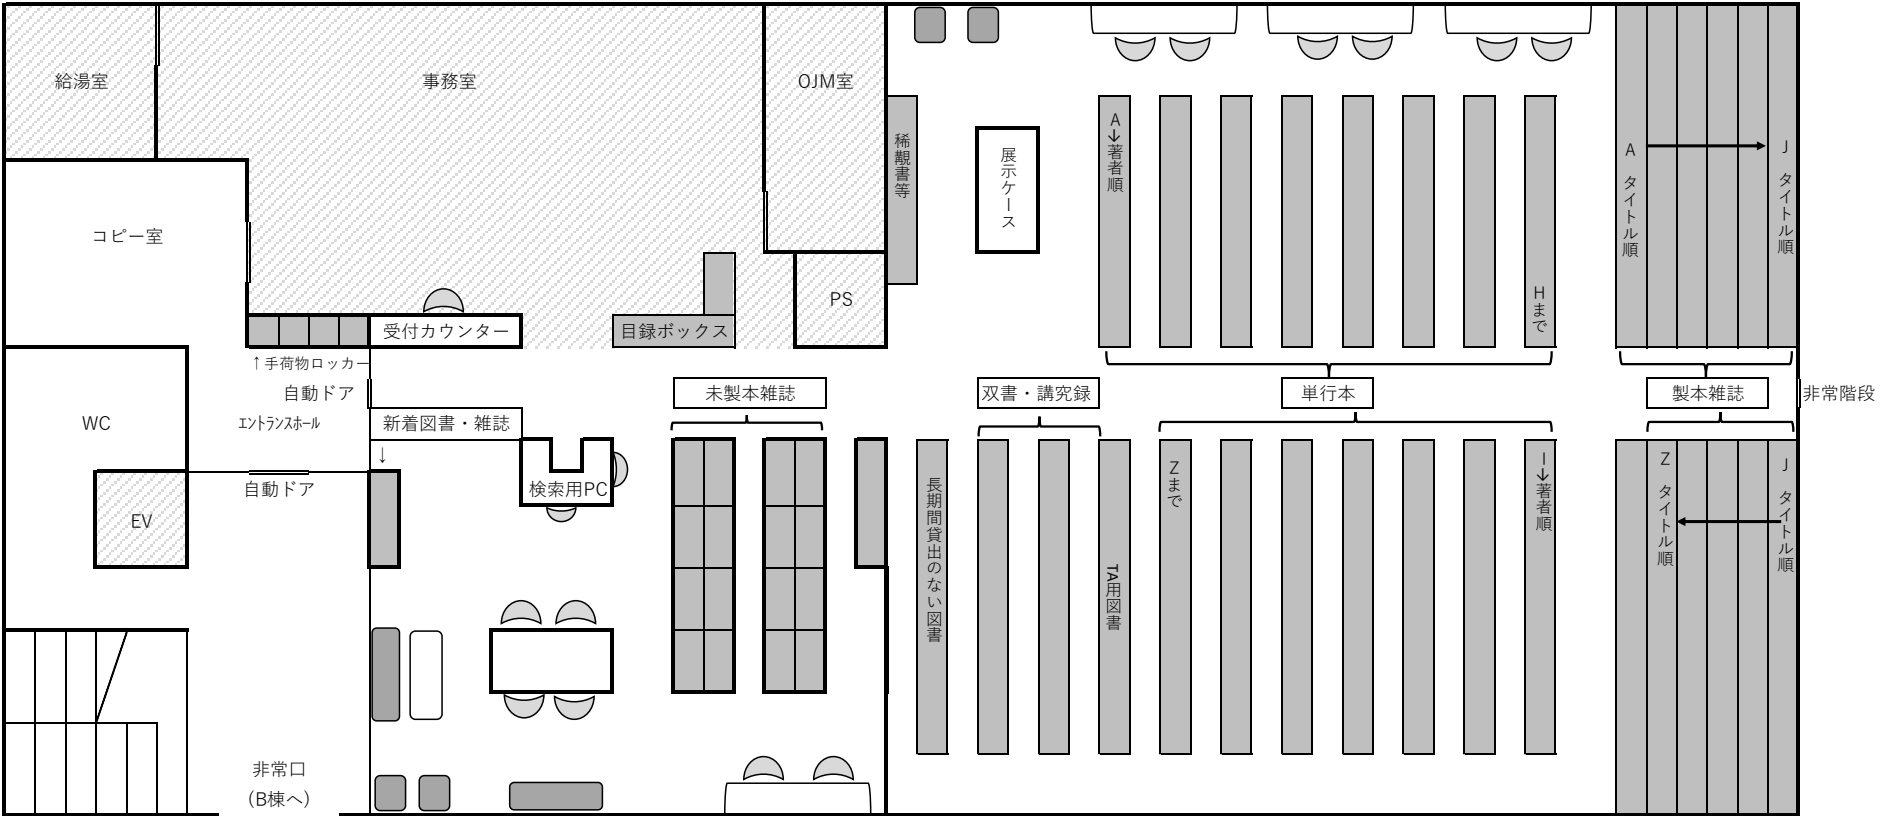 給湯室
事務室
OJM室
稀覯書等
展示ケース
A→著者順
A タイトル順
J タイトル順
コピー室
PS
Hまで
受付カウンター
目録ボックス
↑手荷物ロッカー
自動ドア
未製本雑誌
双書・講究録
単行本
製本雑誌
非常階段
WC
エントランスホール
新着図書・雑誌
↓
自動ドア
検索用PC
EV
長期間貸出のない図書
TA用図書
Zまで
I→著者順
Z タイトル順
J タイトル順
非常口
(B棟へ)